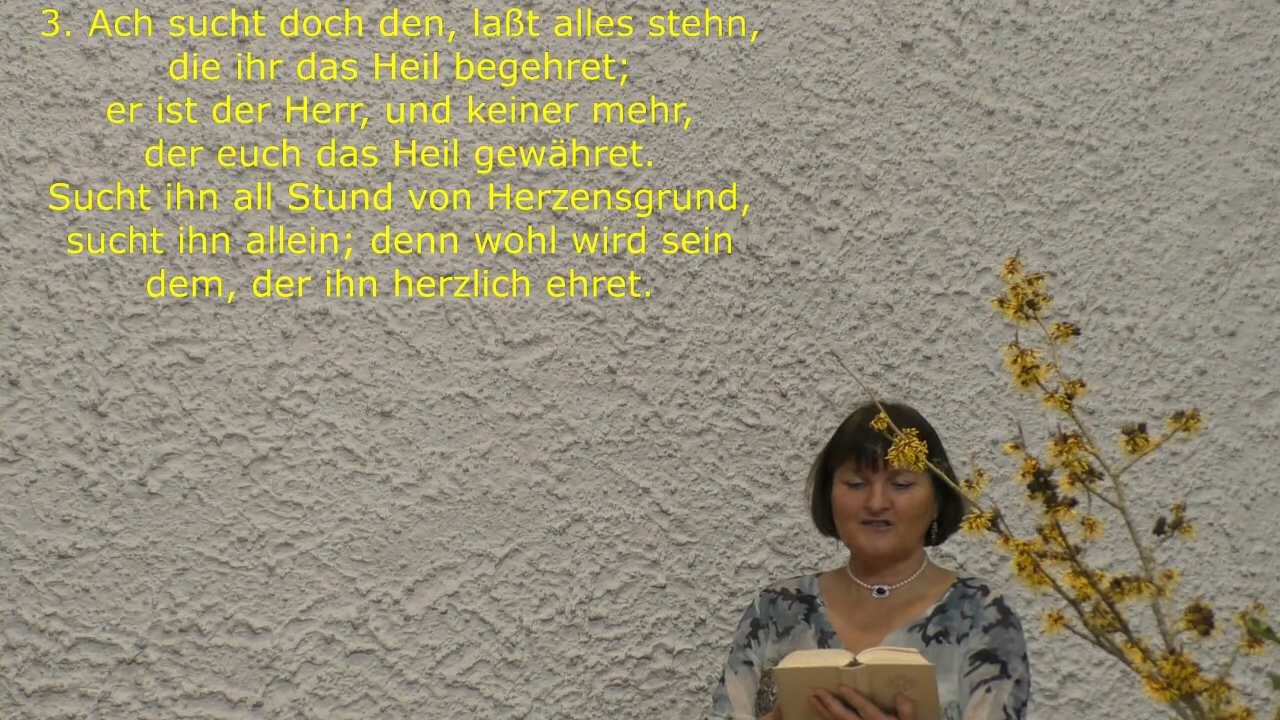 3. Ach sucht doch den, laßt alles stehn,
die ihr das Heil begehret;
er ist der Herr, und keiner mehr,
der euch das Heil gewähret.
Sucht ihn all Stund von Herzensgrund,
sucht ihn allein; denn wohl wird sein
dem, der ihn herzlich ehret.